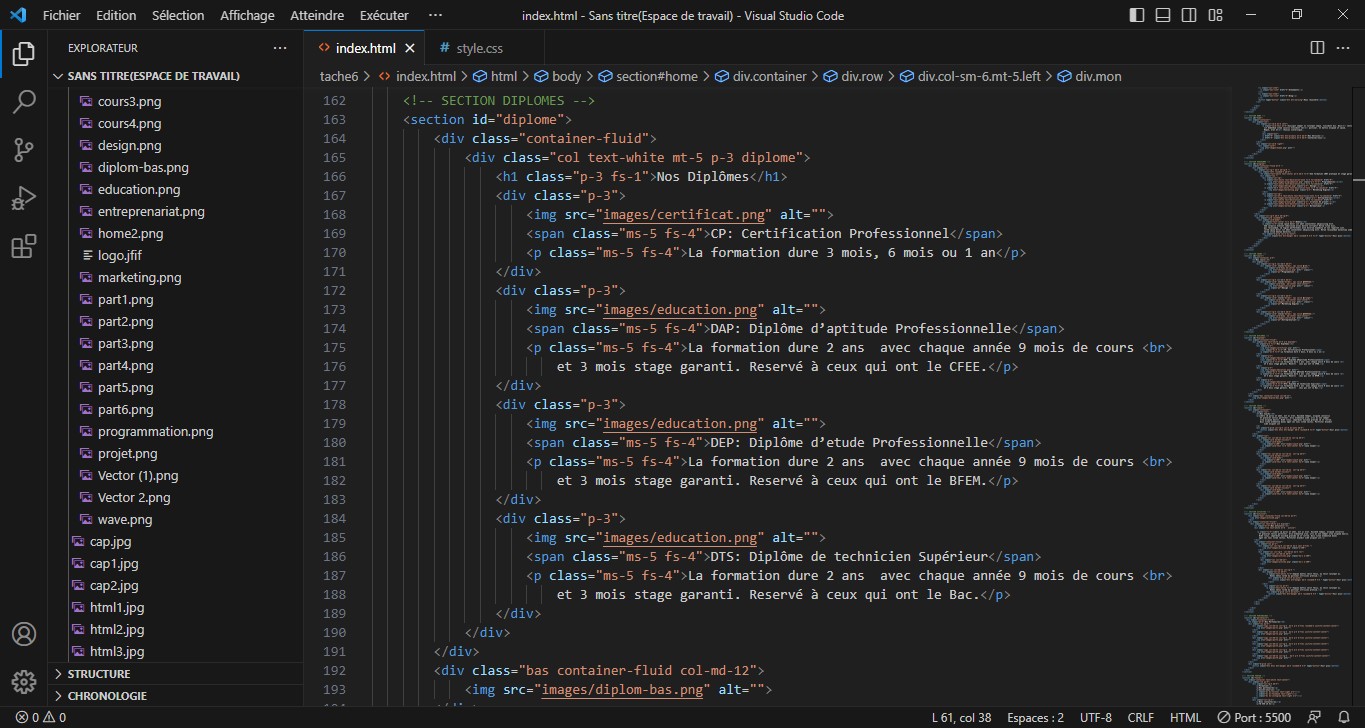 Fichier Edition Sélection Affichage Atteindre Exécuter ··· index.html - Sans titre(Espace de travail) - Visual Studio Code
EXPLORATEUR ···
SANS TITRE(ESPACE DE TRAVAIL)
cours3.png
cours4.png
design.png
diplom-bas.png
education.png
entreprenariat.png
home2.png
logo.jfif
marketing.png
part1.png
part2.png
part3.png
part4.png
part5.png
part6.png
programmation.png
projet.png
Vector (1).png
Vector 2.png
wave.png
cap.jpg
cap1.jpg
cap2.jpg
html1.jpg
html2.jpg
html3.jpg
STRUCTURE
CHRONOLOGIE
index.html # style.css ···
tache6 > index.html > html > body > section#home > div.container > div.row > div.col-sm-6.mt-5.left > div.mon
162 <!-- SECTION DIPLOMES -->
163 <section id="diplome">
164 <div class="container-fluid">
165 <div class="col text-white mt-5 p-3 diplome">
166 <h1 class="p-3 fs-1">Nos Diplômes</h1>
167 <div class="p-3">
168 <img src="images/certificat.png" alt="">
169 <span class="ms-5 fs-4">CP: Certification Professionnel</span>
170 <p class="ms-5 fs-4">La formation dure 3 mois, 6 mois ou 1 an</p>
171 </div>
172 <div class="p-3">
173 <img src="images/education.png" alt="">
174 <span class="ms-5 fs-4">DAP: Diplôme d’aptitude Professionnelle</span>
175 <p class="ms-5 fs-4">La formation dure 2 ans  avec chaque année 9 mois de cours <br>
176 et 3 mois stage garanti. Reservé à ceux qui ont le CFEE.</p>
177 </div>
178 <div class="p-3">
179 <img src="images/education.png" alt="">
180 <span class="ms-5 fs-4">DEP: Diplôme d’etude Professionnelle</span>
181 <p class="ms-5 fs-4">La formation dure 2 ans  avec chaque année 9 mois de cours <br>
182 et 3 mois stage garanti. Reservé à ceux qui ont le BFEM.</p>
183 </div>
184 <div class="p-3">
185 <img src="images/education.png" alt="">
186 <span class="ms-5 fs-4">DTS: Diplôme de technicien Supérieur</span>
187 <p class="ms-5 fs-4">La formation dure 2 ans  avec chaque année 9 mois de cours <br>
188 et 3 mois stage garanti. Reservé à ceux qui ont le Bac.</p>
189 </div>
190 </div>
191 </div>
192 <div class="bas container-fluid col-md-12">
193 <img src="images/diplom-bas.png" alt="">
0 0 L 61, col 38 Espaces : 2 UTF-8 CRLF HTML Port : 5500